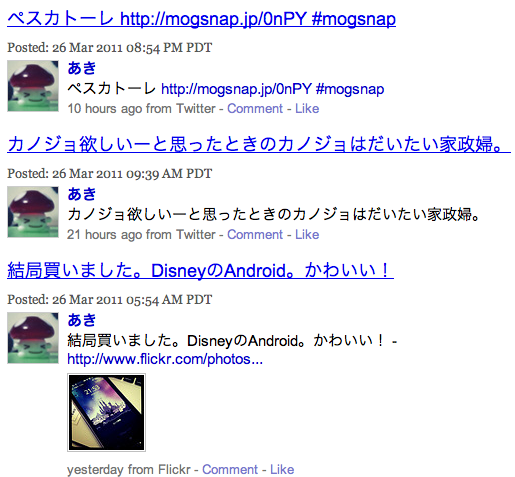 ペスカトーレ http://mogsnap.jp/0nPY #mogsnap
Posted: 26 Mar 2011 08:54 PM PDT
あき
ペスカトーレ http://mogsnap.jp/0nPY #mogsnap
10 hours ago from Twitter - Comment - Like
カノジョ欲しいーと思ったときのカノジョはだいたい家政婦。
Posted: 26 Mar 2011 09:39 AM PDT
あき
カノジョ欲しいーと思ったときのカノジョはだいたい家政婦。
21 hours ago from Twitter - Comment - Like
結局買いました。DisneyのAndroid。かわいい！
Posted: 26 Mar 2011 05:54 AM PDT
あき
結局買いました。DisneyのAndroid。かわいい！ -
http://www.flickr.com/photos...
yesterday from Flickr - Comment - Like